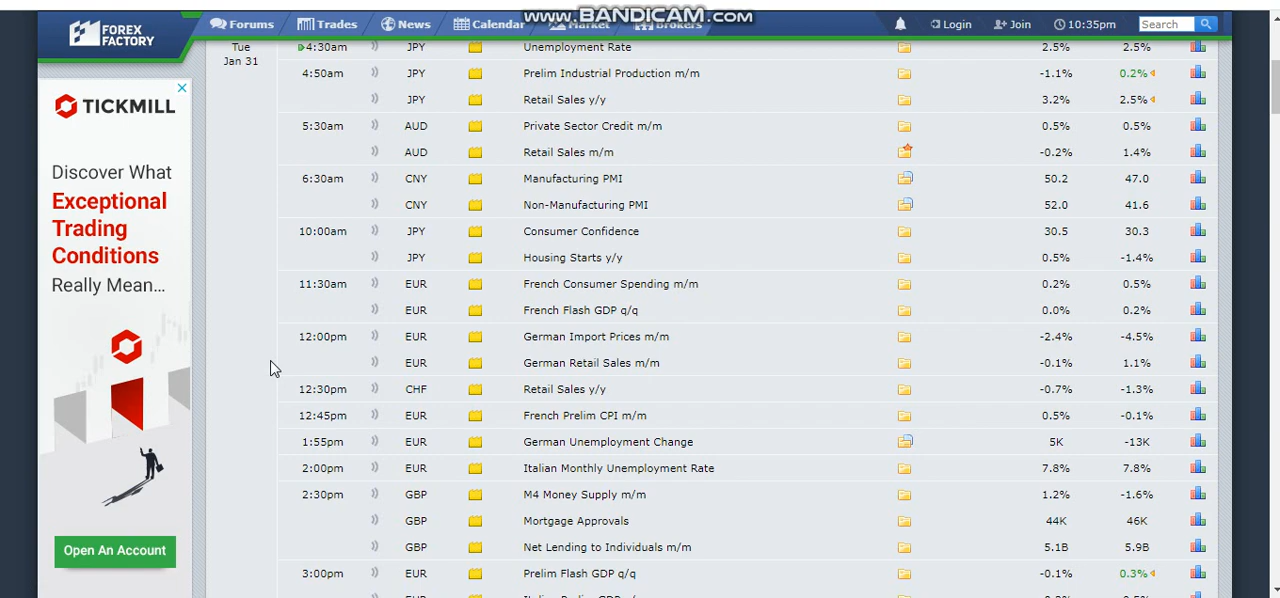 www.BANDICAM.com
FOREX FACTORY Forums Trades News Calendar Market Brokers Login Join 10:35pm Search
TICKMILL
Discover What
Exceptional
Trading
Conditions
Really Mean...
Open An Account
Tue
Jan 31
4:30am JPY Unemployment Rate 2.5% 2.5%
4:50am JPY Prelim Industrial Production m/m -1.1% 0.2%
JPY Retail Sales y/y 3.2% 2.5%
5:30am AUD Private Sector Credit m/m 0.5% 0.5%
AUD Retail Sales m/m -0.2% 1.4%
6:30am CNY Manufacturing PMI 50.2 47.0
CNY Non-Manufacturing PMI 52.0 41.6
10:00am JPY Consumer Confidence 30.5 30.3
JPY Housing Starts y/y 0.5% -1.4%
11:30am EUR French Consumer Spending m/m 0.2% 0.5%
EUR French Flash GDP q/q 0.0% 0.2%
12:00pm EUR German Import Prices m/m -2.4% -4.5%
EUR German Retail Sales m/m -0.1% 1.1%
12:30pm CHF Retail Sales y/y -0.7% -1.3%
12:45pm EUR French Prelim CPI m/m 0.5% -0.1%
1:55pm EUR German Unemployment Change 5K -13K
2:00pm EUR Italian Monthly Unemployment Rate 7.8% 7.8%
2:30pm GBP M4 Money Supply m/m 1.2% -1.6%
GBP Mortgage Approvals 44K 46K
GBP Net Lending to Individuals m/m 5.1B 5.9B
3:00pm EUR Prelim Flash GDP q/q -0.1% 0.3%